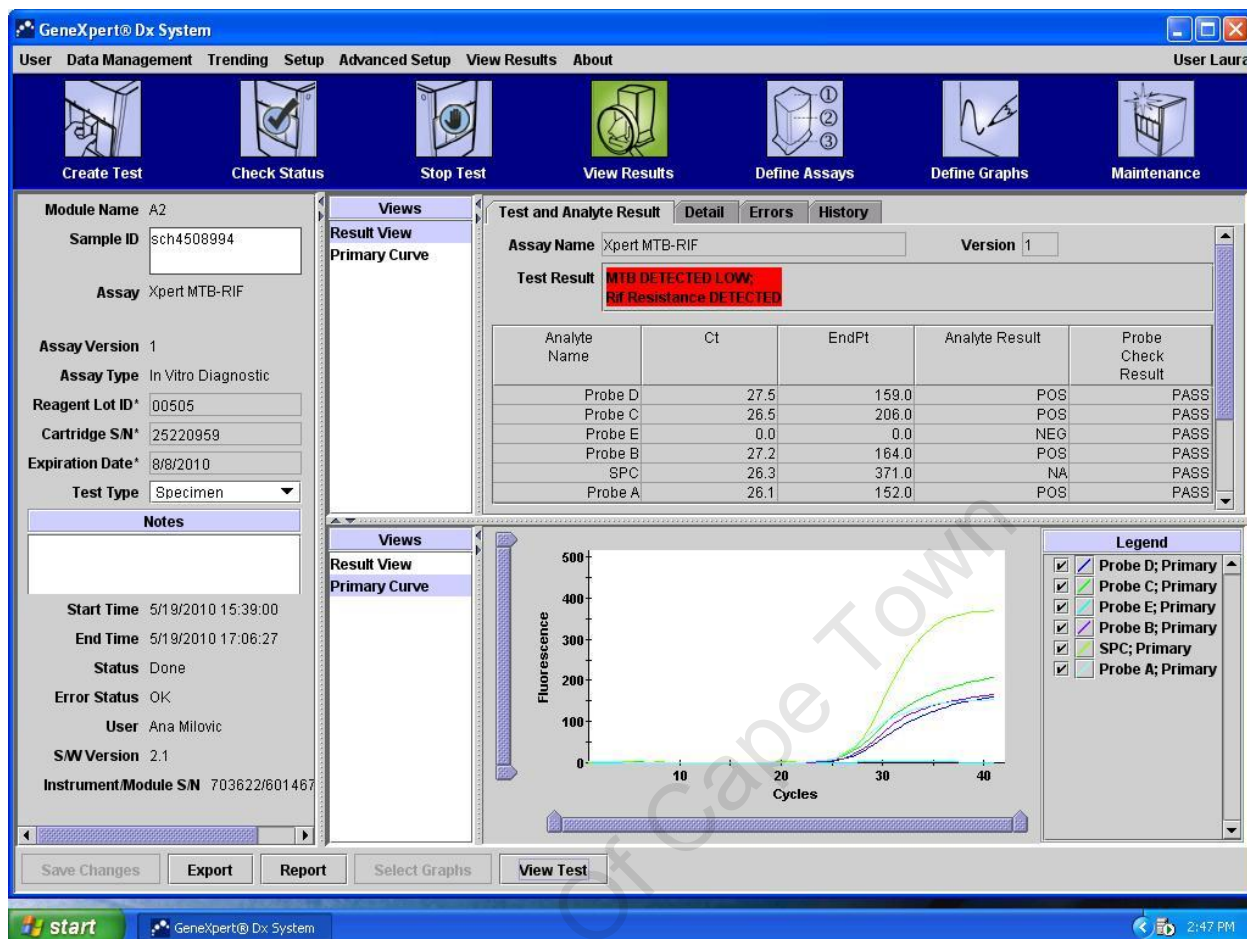 GeneXpert® Dx System
User Data Management Trending Setup Advanced Setup View Results About User Laura
Create Test Check Status Stop Test View Results Define Assays Define Graphs Maintenance
Module Name A2
Sample ID sch4508994
Assay Xpert MTB-RIF
Assay Version 1
Assay Type In Vitro Diagnostic
Reagent Lot ID* 00505
Cartridge S/N* 25220959
Expiration Date* 8/8/2010
Test Type Specimen
Notes
Start Time 5/19/2010 15:39:00
End Time 5/19/2010 17:06:27
Status Done
Error Status OK
User Ana Milovic
S/W Version 2.1
Instrument/Module S/N 703622/601467
Views
Result View
Primary Curve
Test and Analyte Result Detail Errors History
Assay Name Xpert MTB-RIF Version 1
Test Result MTB DETECTED LOW;
Rif Resistance DETECTED
Analyte Name Ct EndPt Analyte Result Probe Check Result
Probe D 27.5 159.0 POS PASS
Probe C 26.5 206.0 POS PASS
Probe E 0.0 0.0 NEG PASS
Probe B 27.2 164.0 POS PASS
SPC 26.3 371.0 NA PASS
Probe A 26.1 152.0 POS PASS
Views
Result View
Primary Curve
Fluorescence
500
400
300
200
100
0
10 20 30 40
Cycles
Legend
Probe D; Primary
Probe C; Primary
Probe E; Primary
Probe B; Primary
SPC; Primary
Probe A; Primary
Save Changes Export Report Select Graphs View Test
start GeneXpert® Dx System 2:47 PM
of Cape Town